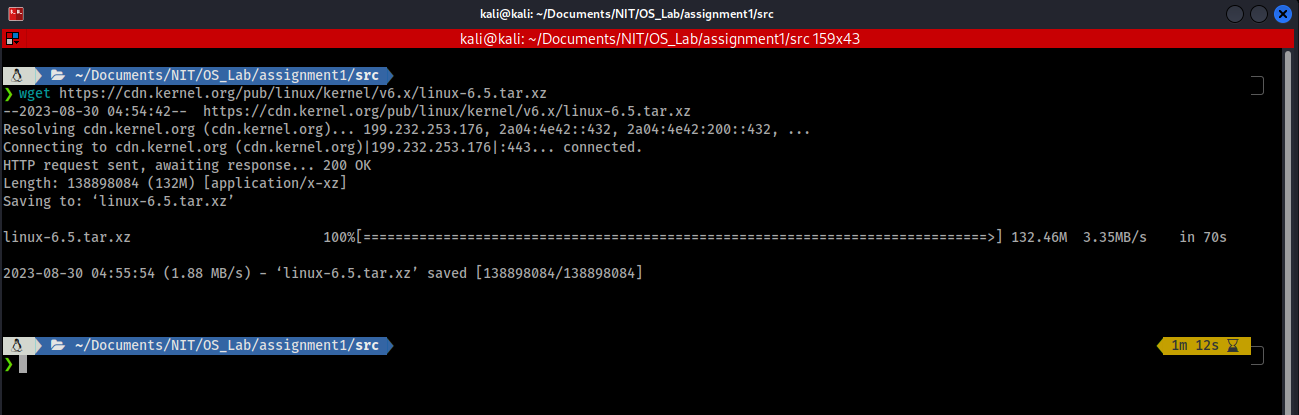 kali@kali: ~/Documents/NIT/OS_Lab/assignment1/src
kali@kali: ~/Documents/NIT/OS_Lab/assignment1/src 159x43
~/Documents/NIT/OS_Lab/assignment1/src
❯ wget https://cdn.kernel.org/pub/linux/kernel/v6.x/linux-6.5.tar.xz
--2023-08-30 04:54:42--  https://cdn.kernel.org/pub/linux/kernel/v6.x/linux-6.5.tar.xz
Resolving cdn.kernel.org (cdn.kernel.org)... 199.232.253.176, 2a04:4e42::432, 2a04:4e42:200::432, ...
Connecting to cdn.kernel.org (cdn.kernel.org)|199.232.253.176|:443... connected.
HTTP request sent, awaiting response... 200 OK
Length: 138898084 (132M) [application/x-xz]
Saving to: ‘linux-6.5.tar.xz’
linux-6.5.tar.xz 100%[==============================================================================>] 132.46M  3.35MB/s    in 70s
2023-08-30 04:55:54 (1.88 MB/s) - ‘linux-6.5.tar.xz’ saved [138898084/138898084]
~/Documents/NIT/OS_Lab/assignment1/src 1m 12s
❯